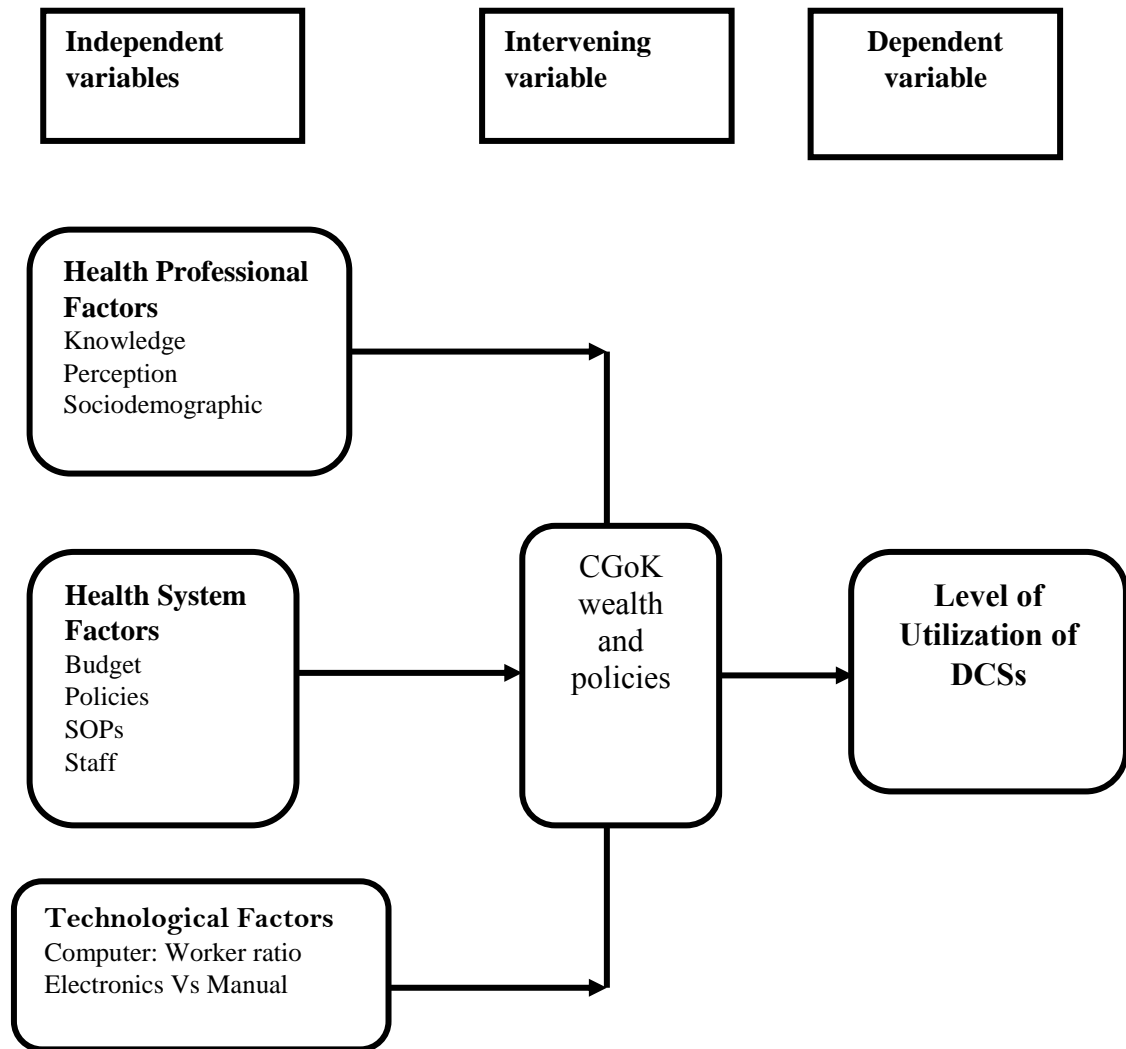 Independent
variables
Intervening
variable
Dependent
variable
Health Professional
Factors
Knowledge
Perception
Sociodemographic
Health System
Factors
Budget
Policies
SOPs
Staff
CGoK
wealth
and
policies
Level of
Utilization of
DCSs
Technological Factors
Computer: Worker ratio
Electronics Vs Manual